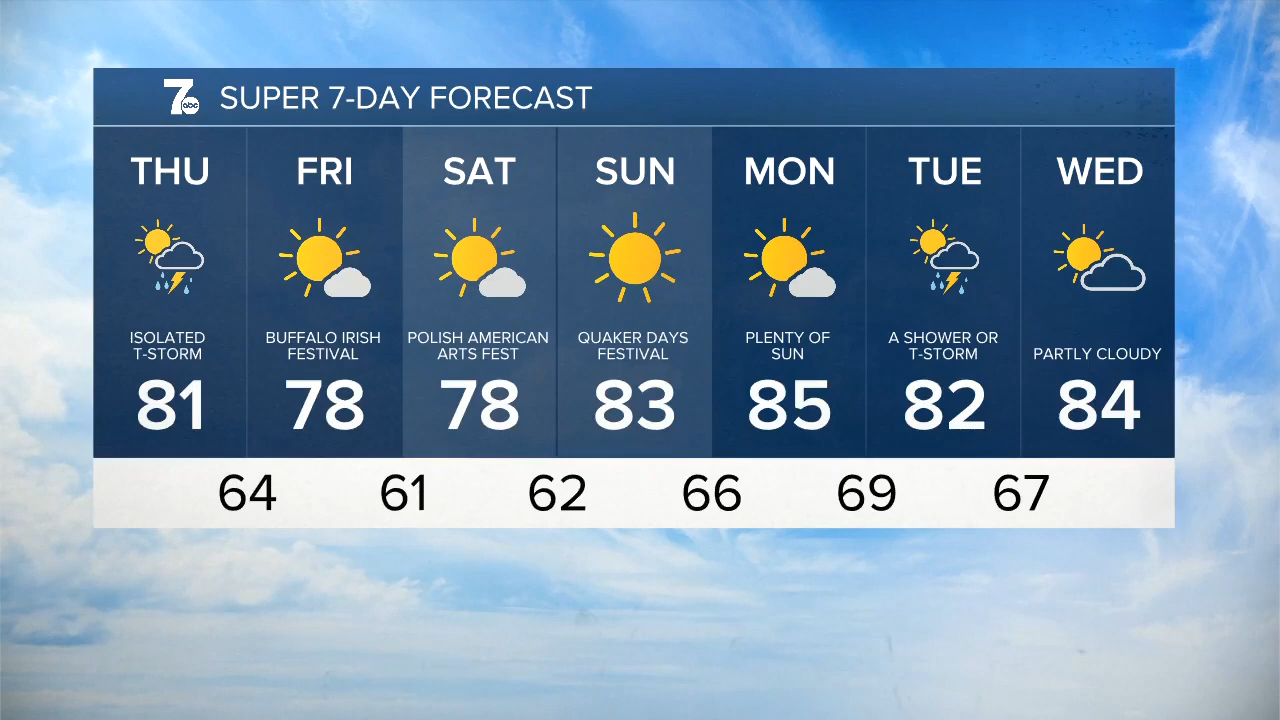 7 abc SUPER 7-DAY FORECAST
THU FRI SAT SUN MON TUE WED
ISOLATED
T-STORM
BUFFALO IRISH
FESTIVAL
POLISH AMERICAN
ARTS FEST
QUAKER DAYS
FESTIVAL
PLENTY OF
SUN
A SHOWER OR
T-STORM
PARTLY CLOUDY
81 78 78 83 85 82 84
64 61 62 66 69 67